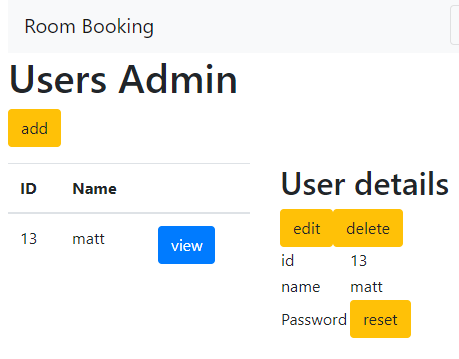 Room Booking
Users Admin
add
ID Name
13 matt view
User details
edit delete
id 13
name matt
Password reset